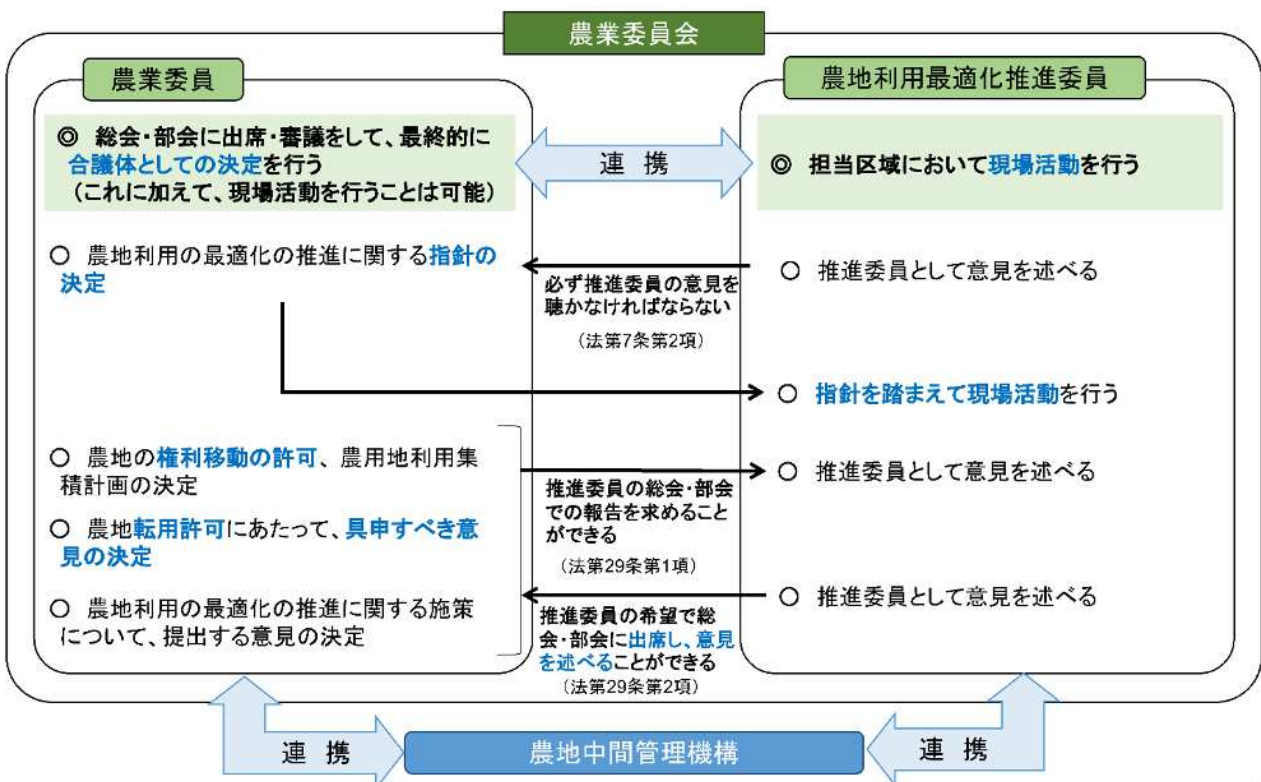 農業委員会
農業委員
◎ 総会・部会に出席・審議をして、最終的に
合議体としての決定を行う
(これに加えて、現場活動を行うことは可能)
○ 農地利用の最適化の推進に関する指針の
決定
○ 農地の権利移動の許可、農用地利用集
積計画の決定
○ 農地転用許可にあたって、具申すべき意
見の決定
○ 農地利用の最適化の推進に関する施策
について、提出する意見の決定
連 携
必ず推進委員の意見を
聴かなければならない
(法第7条第2項)
推進委員の総会・部会
での報告を求めること
ができる
(法第29条第1項)
推進委員の希望で総
会・部会に出席し、意見
を述べることができる
(法第29条第2項)
農地利用最適化推進委員
◎ 担当区域において現場活動を行う
○ 推進委員として意見を述べる
○ 指針を踏まえて現場活動を行う
○ 推進委員として意見を述べる
○ 推進委員として意見を述べる
連 携
農地中間管理機構
連 携